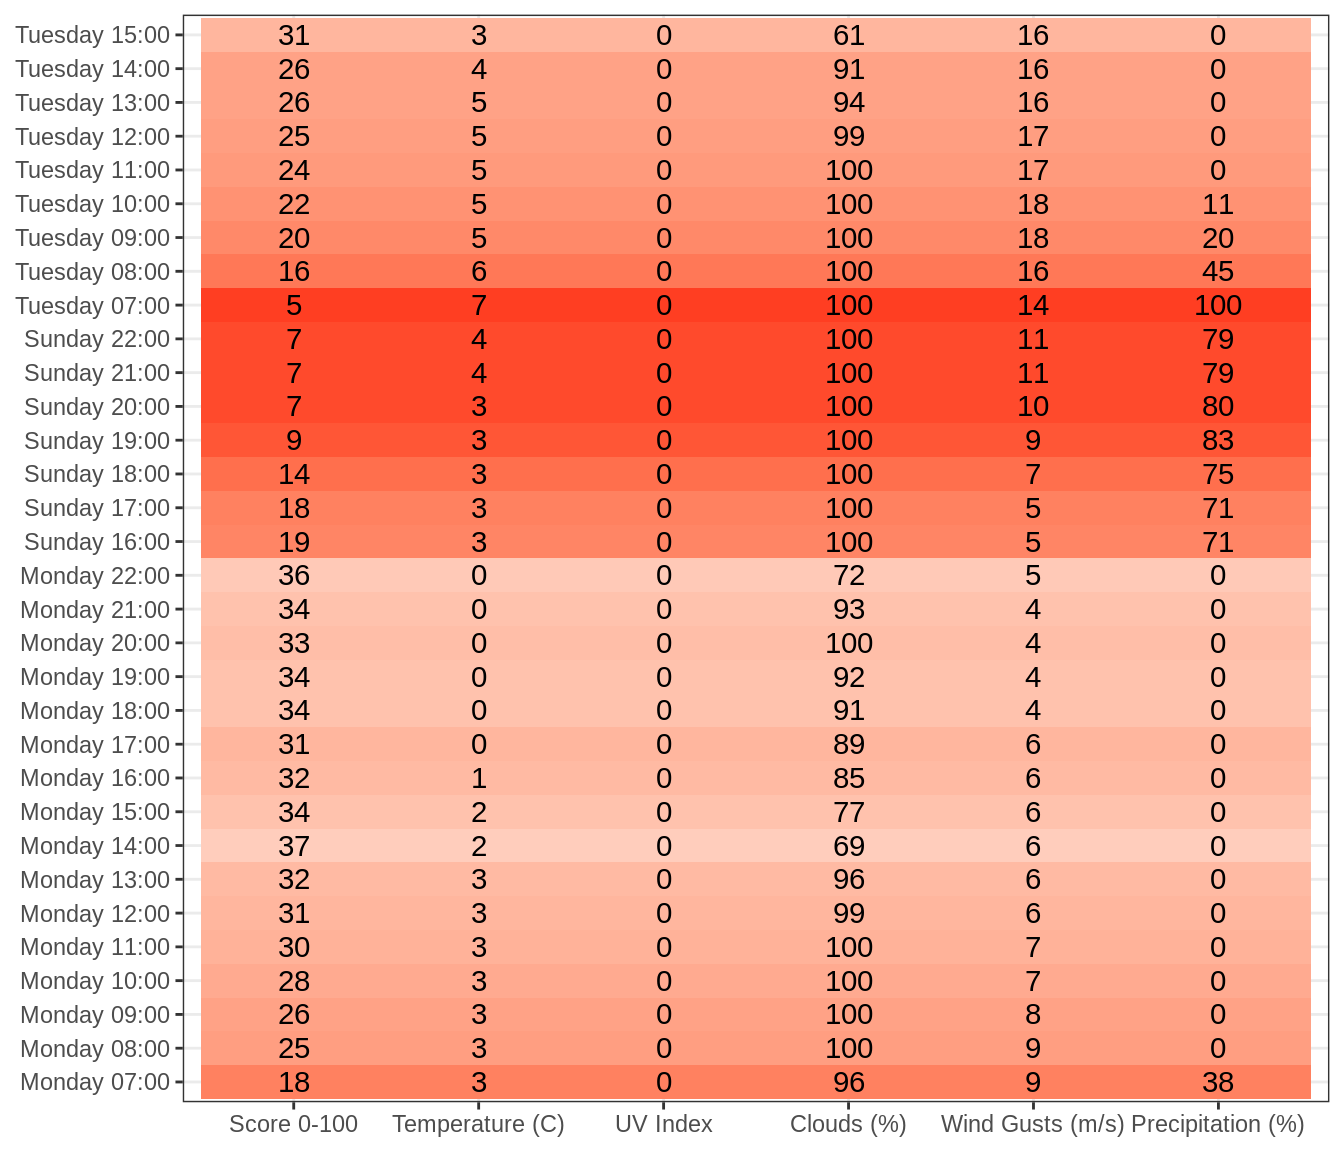 Tuesday 15:00 31 3 0 61 16 0
Tuesday 14:00 26 4 0 91 16 0
Tuesday 13:00 26 5 0 94 16 0
Tuesday 12:00 25 5 0 99 17 0
Tuesday 11:00 24 5 0 100 17 0
Tuesday 10:00 22 5 0 100 18 11
Tuesday 09:00 20 5 0 100 18 20
Tuesday 08:00 16 6 0 100 16 45
Tuesday 07:00 5 7 0 100 14 100
Sunday 22:00 7 4 0 100 11 79
Sunday 21:00 7 4 0 100 11 79
Sunday 20:00 7 3 0 100 10 80
Sunday 19:00 9 3 0 100 9 83
Sunday 18:00 14 3 0 100 7 75
Sunday 17:00 18 3 0 100 5 71
Sunday 16:00 19 3 0 100 5 71
Monday 22:00 36 0 0 72 5 0
Monday 21:00 34 0 0 93 4 0
Monday 20:00 33 0 0 100 4 0
Monday 19:00 34 0 0 92 4 0
Monday 18:00 34 0 0 91 4 0
Monday 17:00 31 0 0 89 6 0
Monday 16:00 32 1 0 85 6 0
Monday 15:00 34 2 0 77 6 0
Monday 14:00 37 2 0 69 6 0
Monday 13:00 32 3 0 96 6 0
Monday 12:00 31 3 0 99 6 0
Monday 11:00 30 3 0 100 7 0
Monday 10:00 28 3 0 100 7 0
Monday 09:00 26 3 0 100 8 0
Monday 08:00 25 3 0 100 9 0
Monday 07:00 18 3 0 96 9 38
Score 0-100 Temperature (C) UV Index Clouds (%) Wind Gusts (m/s) Precipitation (%)